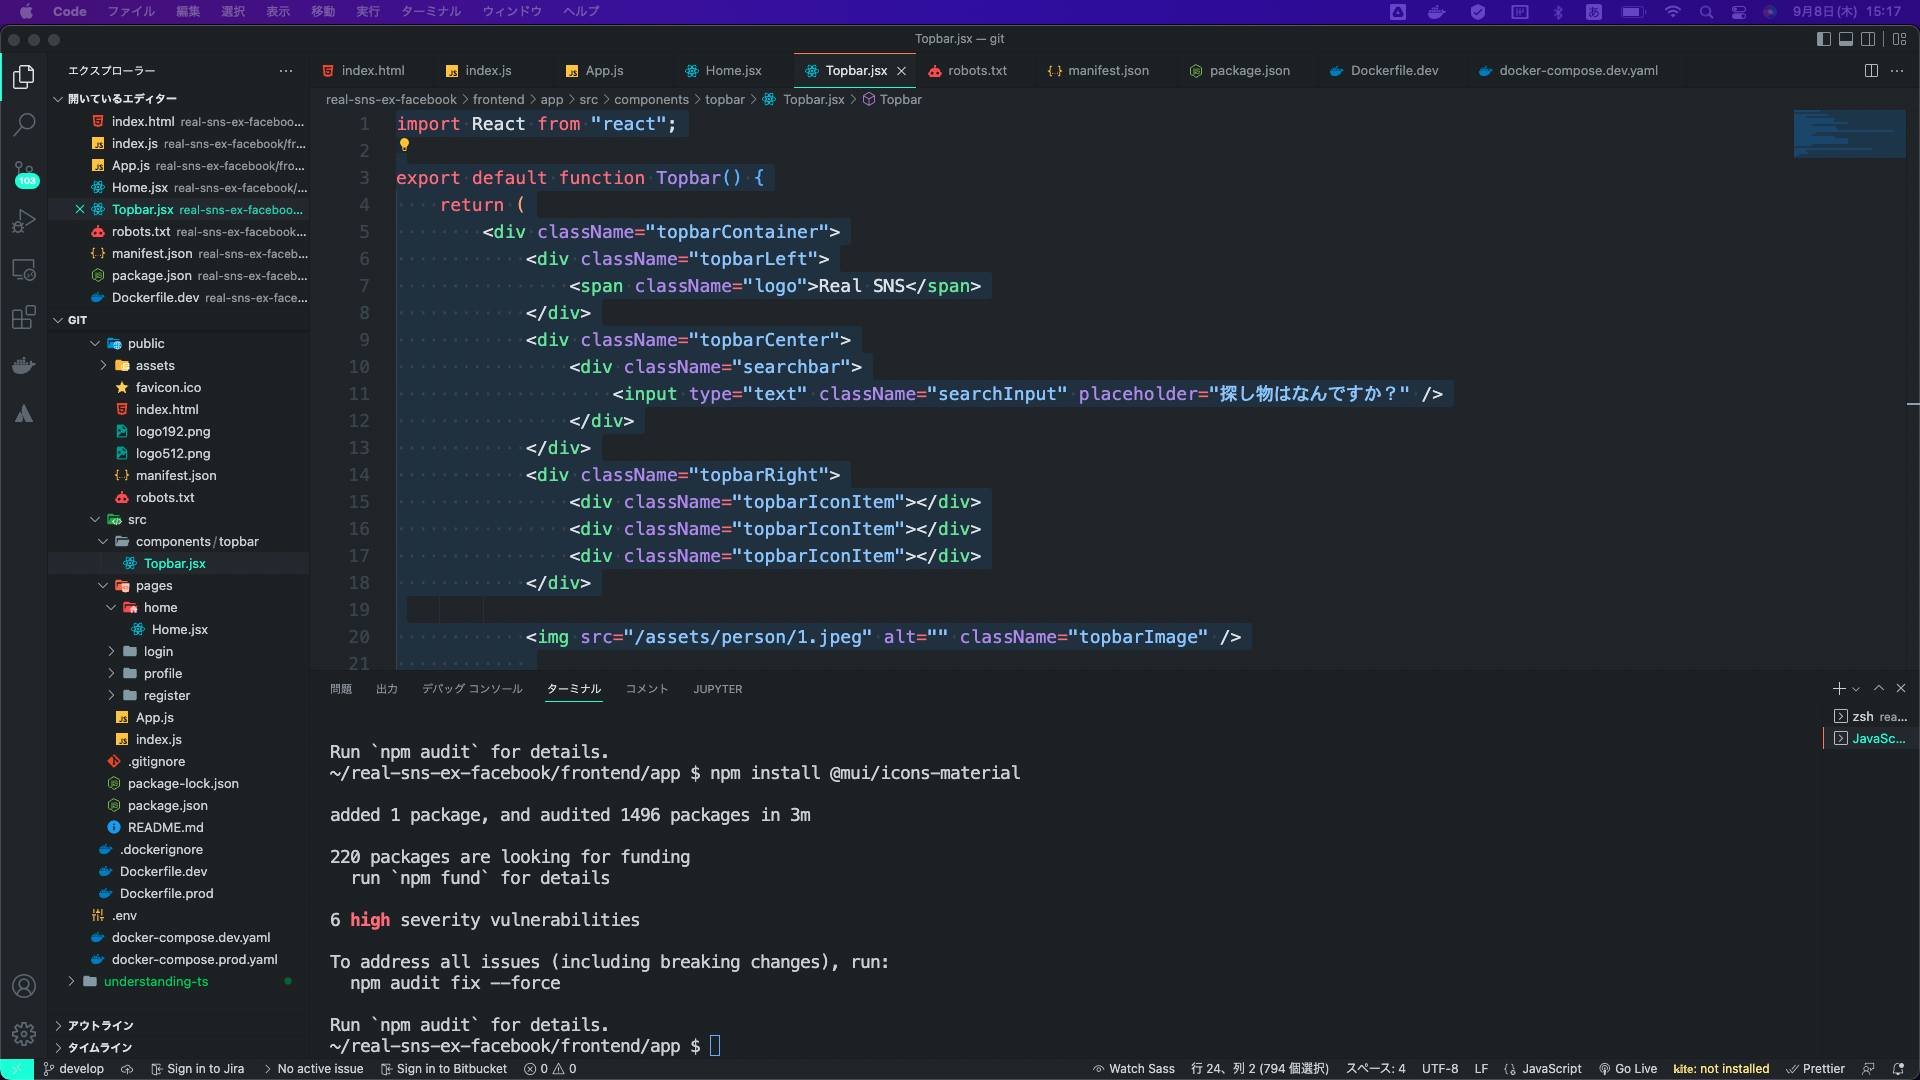 Code ファイル 編集 選択 表示 移動 実行 ターミナル ウィンドウ ヘルプ 9月8日(木) 15:17
Topbar.jsx — git
エクスプローラー
index.html index.js App.js Home.jsx Topbar.jsx robots.txt manifest.json package.json Dockerfile.dev docker-compose.dev.yaml
real-sns-ex-facebook > frontend > app > src > components > topbar > Topbar.jsx > Topbar
開いているエディター
index.html real-sns-ex-faceboo...
index.js real-sns-ex-facebook/fr...
App.js real-sns-ex-facebook/fro...
Home.jsx real-sns-ex-facebook/...
Topbar.jsx real-sns-ex-faceboo...
robots.txt real-sns-ex-facebook...
manifest.json real-sns-ex-faceb...
package.json real-sns-ex-faceb...
Dockerfile.dev real-sns-ex-face...
103
GIT
public
assets
favicon.ico
index.html
logo192.png
logo512.png
manifest.json
robots.txt
src
components/topbar
Topbar.jsx
pages
home
Home.jsx
login
profile
register
App.js
index.js
.gitignore
package-lock.json
package.json
README.md
.dockerignore
Dockerfile.dev
Dockerfile.prod
.env
docker-compose.dev.yaml
docker-compose.prod.yaml
understanding-ts
アウトライン
タイムライン
1 import React from "react";
2
3 export default function Topbar() {
4 return (
5 <div className="topbarContainer">
6 <div className="topbarLeft">
7 <span className="logo">Real SNS</span>
8 </div>
9 <div className="topbarCenter">
10 <div className="searchbar">
11 <input type="text" className="searchInput" placeholder="探し物はなんですか？" />
12 </div>
13 </div>
14 <div className="topbarRight">
15 <div className="topbarIconItem"></div>
16 <div className="topbarIconItem"></div>
17 <div className="topbarIconItem"></div>
18 </div>
19
20 <img src="/assets/person/1.jpeg" alt="" className="topbarImage" />
21
問題 出力 デバッグ コンソール ターミナル コメント JUPYTER
zsh rea...
JavaSc...
Run `npm audit` for details.
~/real-sns-ex-facebook/frontend/app $ npm install @mui/icons-material
added 1 package, and audited 1496 packages in 3m
220 packages are looking for funding
run `npm fund` for details
6 high severity vulnerabilities
To address all issues (including breaking changes), run:
npm audit fix --force
Run `npm audit` for details.
~/real-sns-ex-facebook/frontend/app $
develop Sign in to Jira No active issue Sign in to Bitbucket 0 0 Watch Sass 行 24、列 2 (794 個選択) スペース: 4 UTF-8 LF JavaScript Go Live kite: not installed Prettier